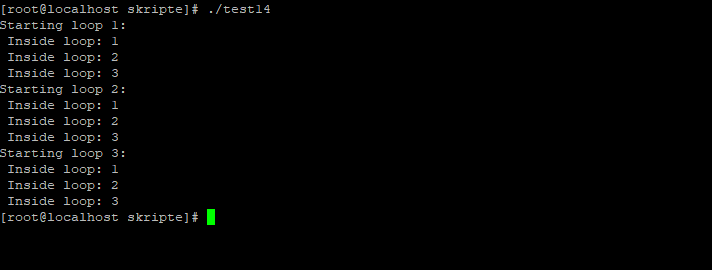 [root@localhost skripte]# ./test14
Starting loop 1:
 Inside loop: 1
 Inside loop: 2
 Inside loop: 3
Starting loop 2:
 Inside loop: 1
 Inside loop: 2
 Inside loop: 3
Starting loop 3:
 Inside loop: 1
 Inside loop: 2
 Inside loop: 3
[root@localhost skripte]#